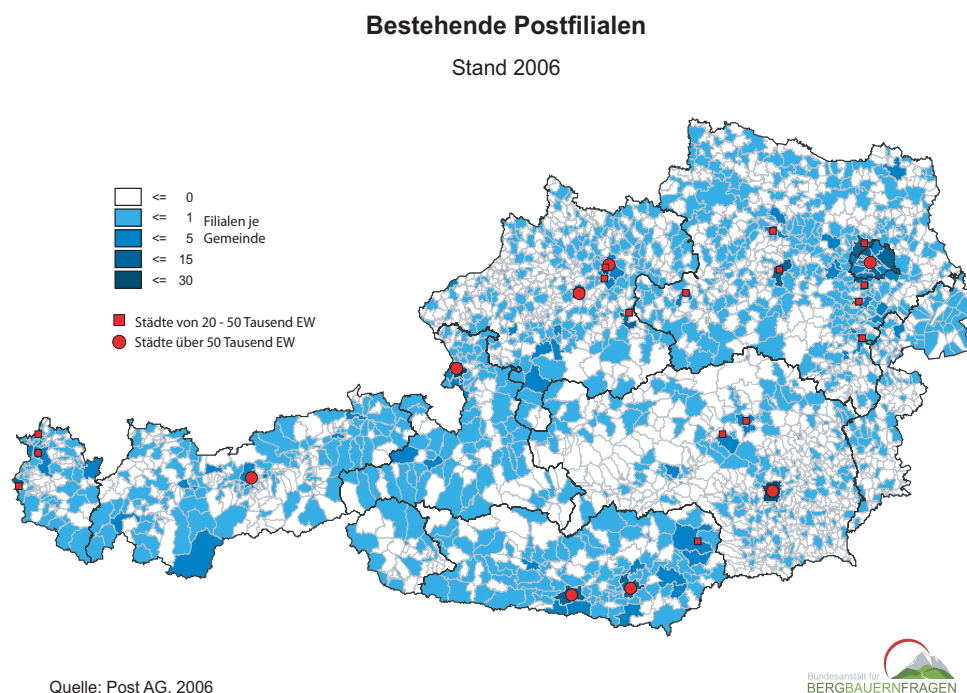 Bestehende Postfilialen
Stand 2006
<= 0
<= 1 Filialen je
<= 5 Gemeinde
<= 15
<= 30
Städte von 20 - 50 Tausend EW
Städte über 50 Tausend EW
Quelle: Post AG, 2006
Bundesanstalt für
BERGBAUERNFRAGEN